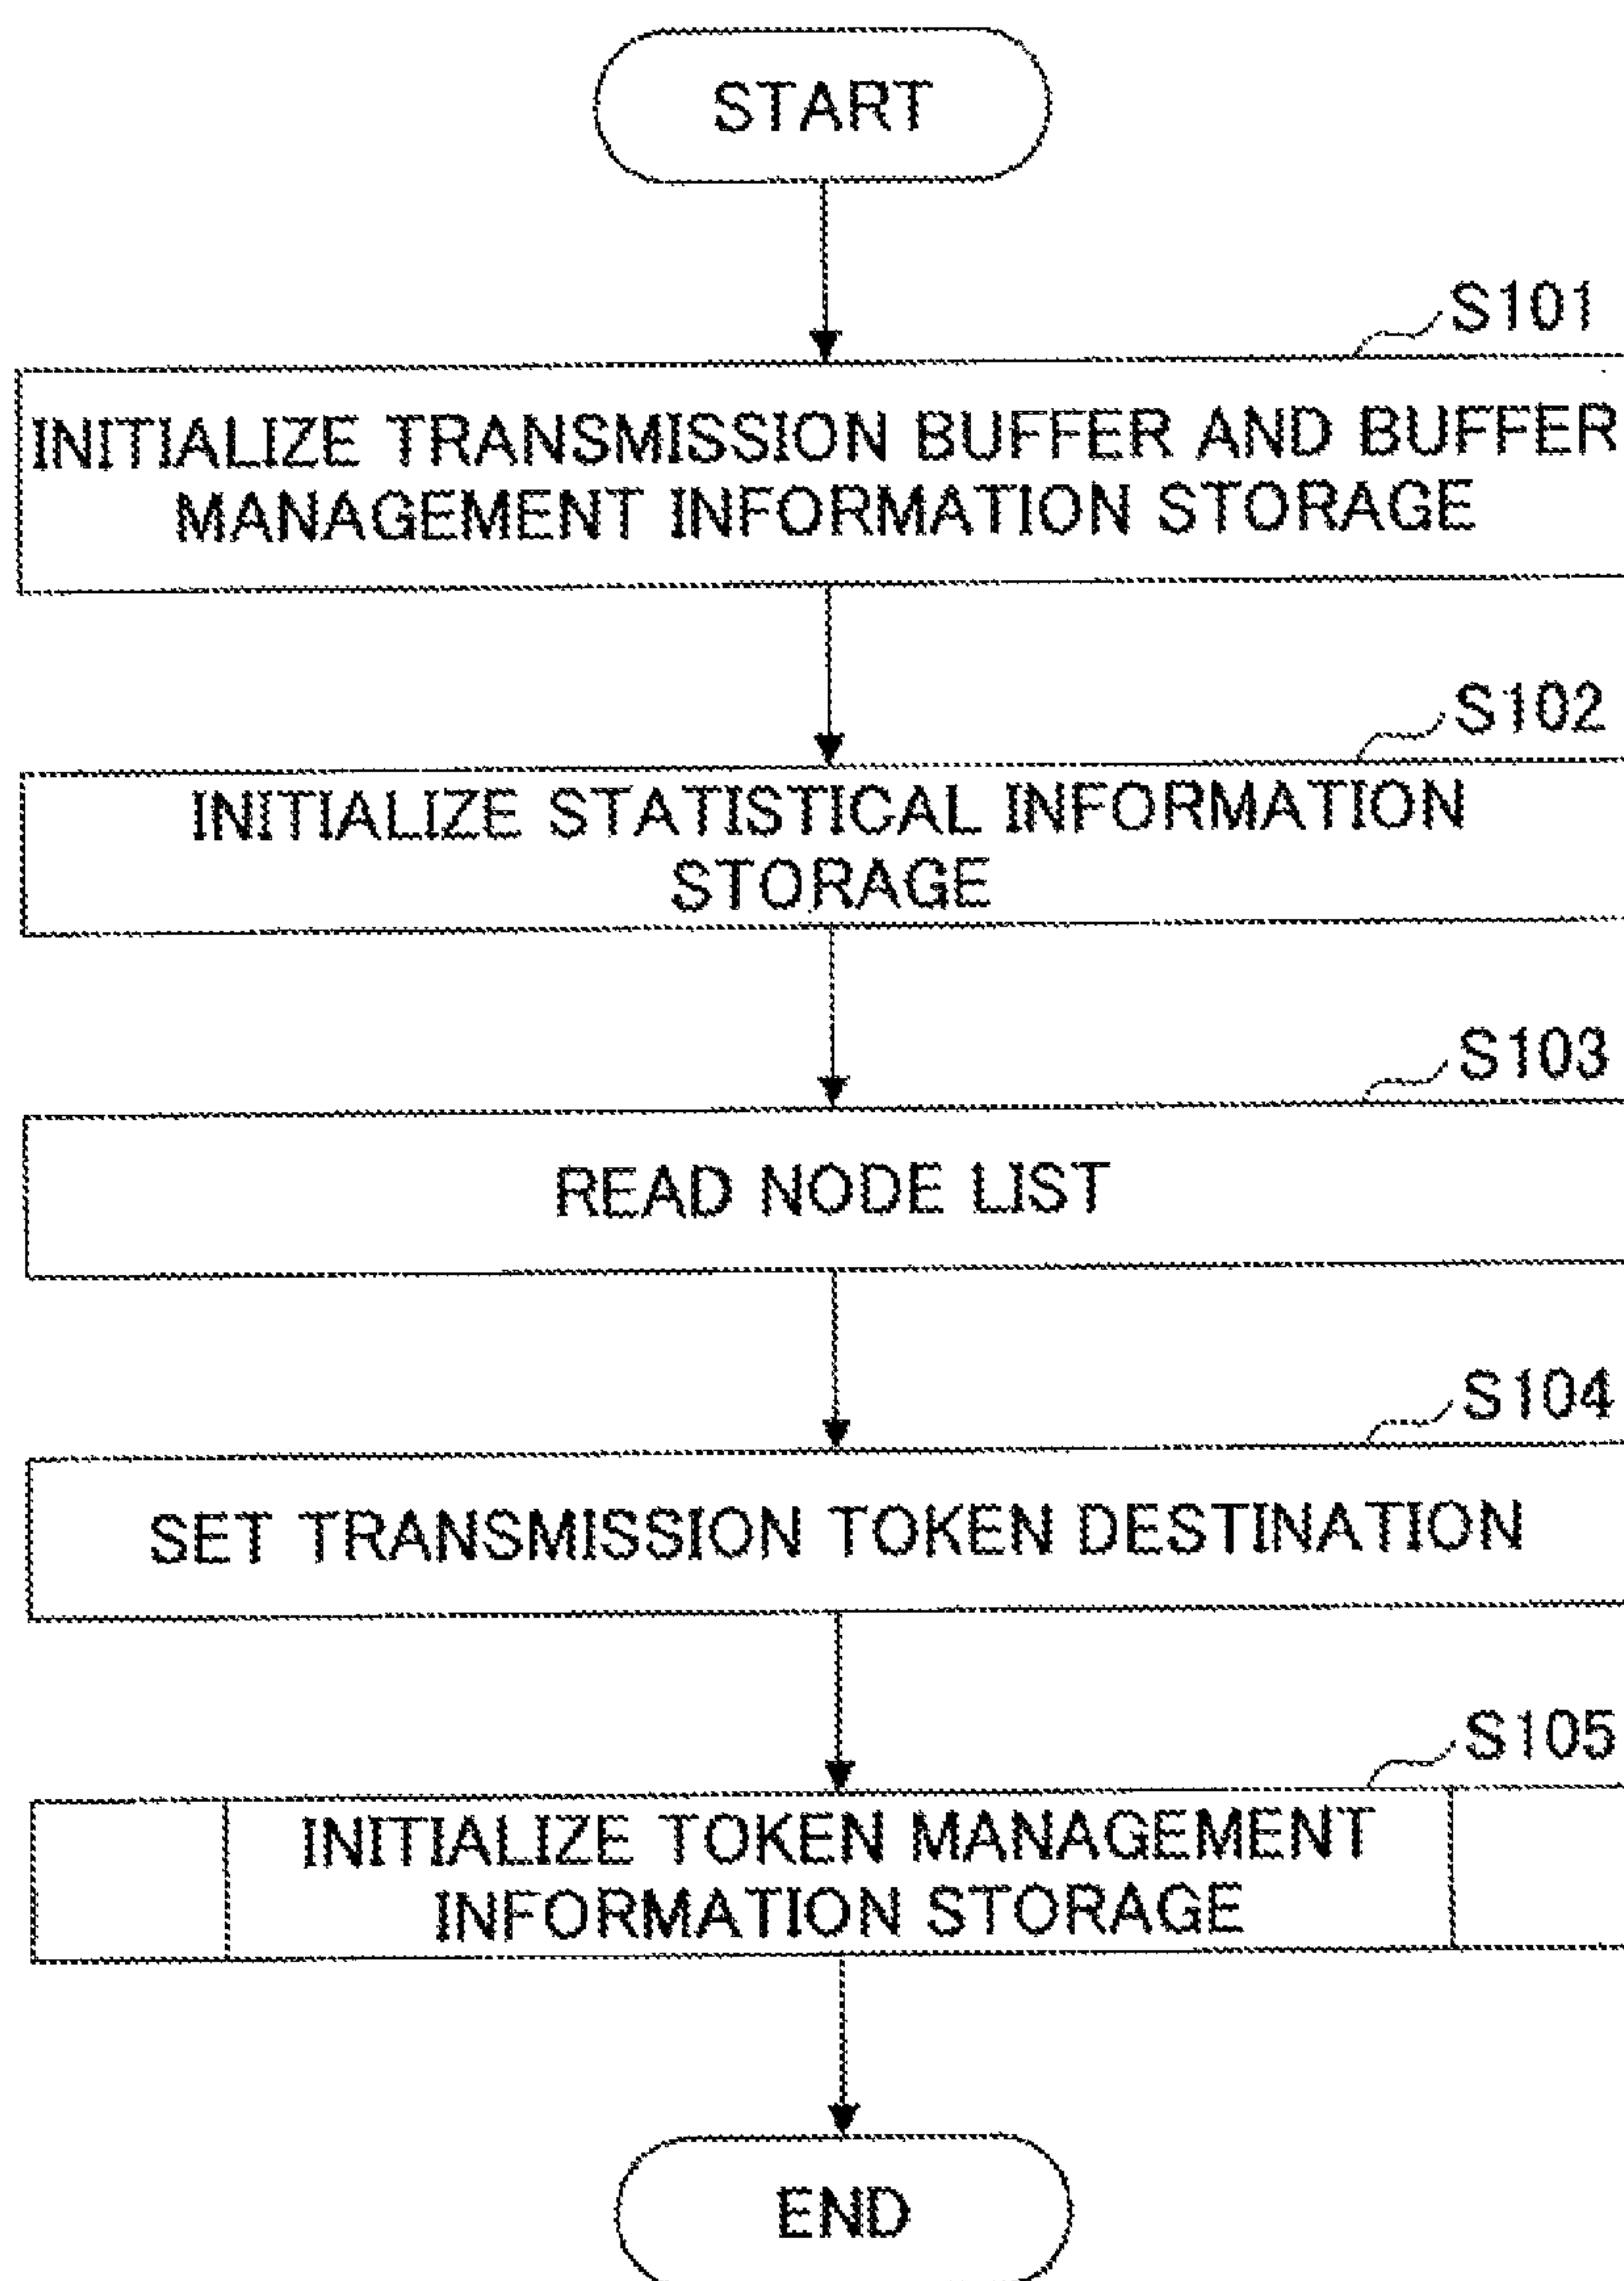 START
S101
INITIALIZE TRANSMISSION BUFFER AND BUFFER
MANAGEMENT INFORMATION STORAGE
S102
INITIALIZE STATISTICAL INFORMATION
STORAGE
S103
READ NODE LIST
S104
SET TRANSMISSION TOKEN DESTINATION
S105
INITIALIZE TOKEN MANAGEMENT
INFORMATION STORAGE
END